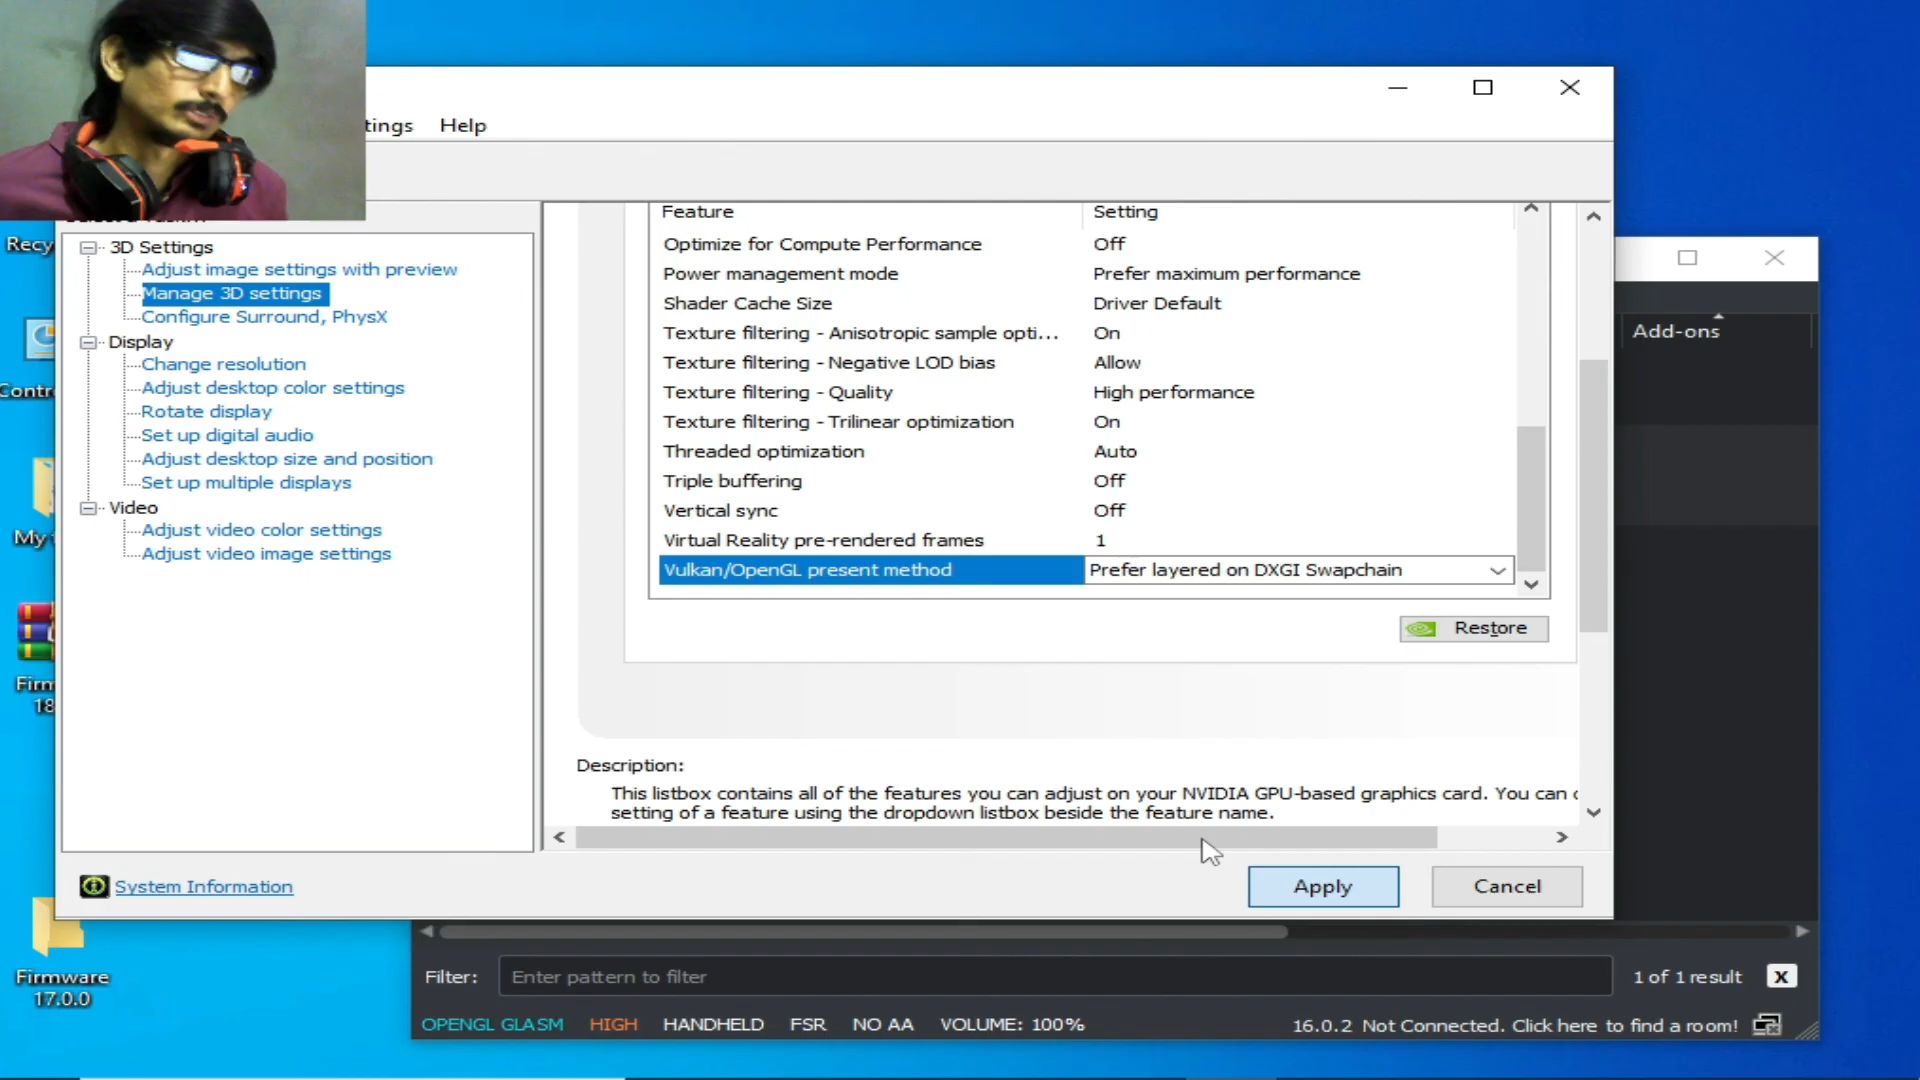 tings Help
3D Settings
Adjust image settings with preview
Manage 3D settings
Configure Surround, PhysX
Display
Change resolution
Adjust desktop color settings
Rotate display
Set up digital audio
Adjust desktop size and position
Set up multiple displays
Video
Adjust video color settings
Adjust video image settings
System Information
Feature Setting
Optimize for Compute Performance Off
Power management mode Prefer maximum performance
Shader Cache Size Driver Default
Texture filtering - Anisotropic sample opti... On
Texture filtering - Negative LOD bias Allow
Texture filtering - Quality High performance
Texture filtering - Trilinear optimization On
Threaded optimization Auto
Triple buffering Off
Vertical sync Off
Virtual Reality pre-rendered frames 1
Vulkan/OpenGL present method Prefer layered on DXGI Swapchain
Restore
Description:
This listbox contains all of the features you can adjust on your NVIDIA GPU-based graphics card. You can
setting of a feature using the dropdown listbox beside the feature name.
Apply Cancel
Add-ons
Recy
Contr
My
Firm
18
Firmware
17.0.0
Filter: Enter pattern to filter 1 of 1 result X
OPENGL GLASM HIGH HANDHELD FSR NO AA VOLUME: 100% 16.0.2 Not Connected. Click here to find a room!